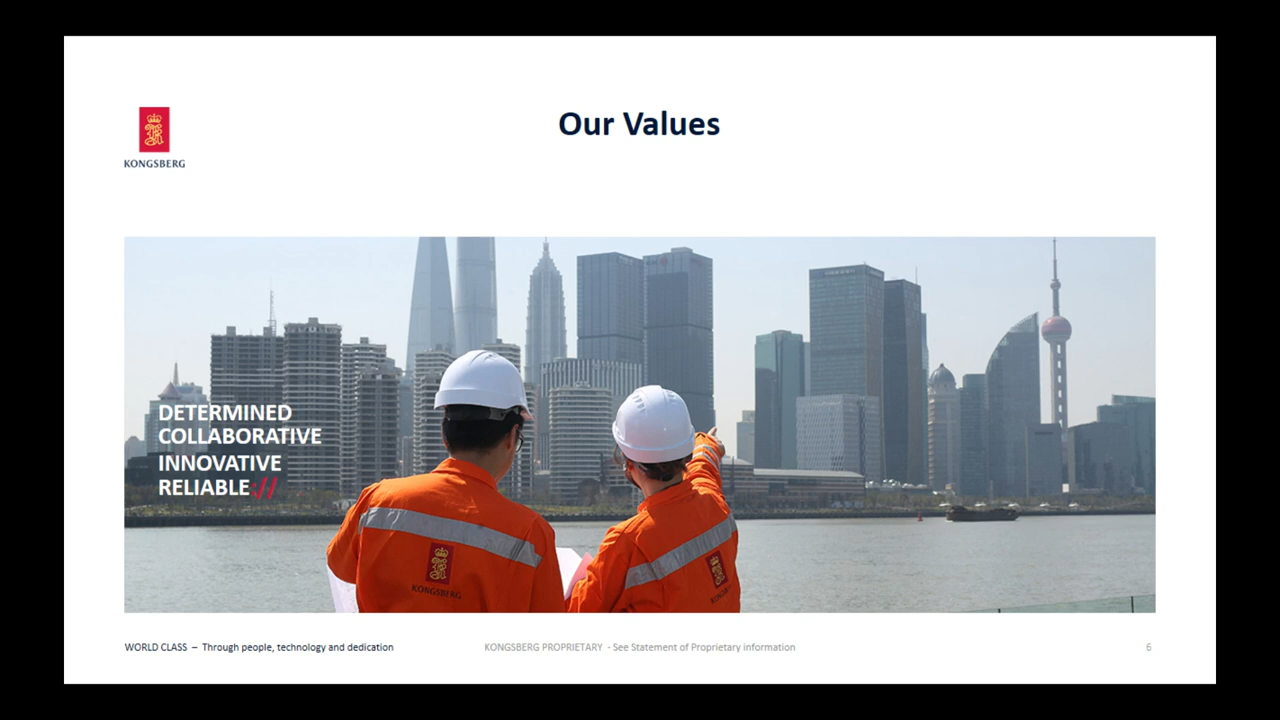 KONGSBERG
Our Values
DETERMINED
COLLABORATIVE
INNOVATIVE
RELIABLE://
KONGSBERG
KONGSBERG
WORLD CLASS – Through people, technology and dedication
KONGSBERG PROPRIETARY - See Statement of Proprietary information
6